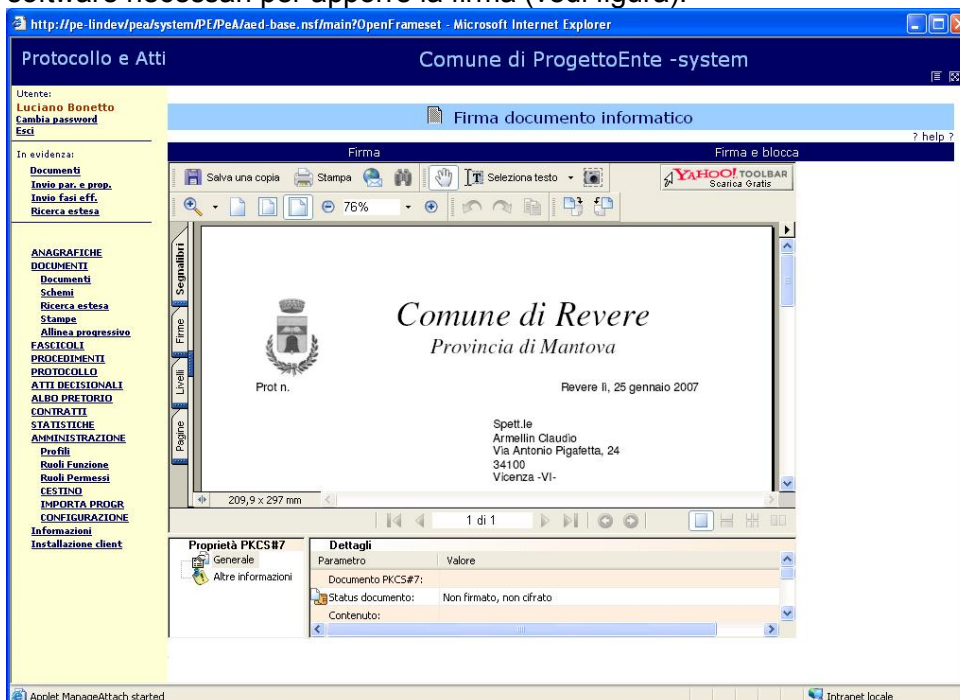 software necessari per apporre la firma (vedi figura).
http://pe-lindev/pea/system/PE/PeA/aed-base.nsf/main?OpenFrameset - Microsoft Internet Explorer
Protocollo e Atti
Comune di ProgettoEnte -system
Utente:
Luciano Bonetto
Cambia password
Esci
Firma documento informatico
? help ?
In evidenza:
Documenti
Invio par. e prop.
Invio fasi eff.
Ricerca estesa
ANAGRAFICHE
DOCUMENTI
Documenti
Schemi
Ricerca estesa
Stampe
Allinea progressivo
FASCICOLI
PROCEDIMENTI
PROTOCOLLO
ATTI DECISIONALI
ALBO PRETORIO
CONTRATTI
STATISTICHE
AMMINISTRAZIONE
Profili
Ruoli Funzione
Ruoli Permessi
CESTINO
IMPORTA PROGR
CONFIGURAZIONE
Informazioni
Installazione client
Firma
Firma e blocca
Salva una copia
Stampa
Seleziona testo
YAHOO! TOOLBAR
Scarica Gratis
76%
Segnalibri
Firme
Livelli
Pagine
Comune di Revere
Provincia di Mantova
Prot n.
Revere lì, 25 gennaio 2007
Spett.le
Armellin Claudio
Via Antonio Pigafetta, 24
34100
Vicenza -VI-
209,9 x 297 mm
1 di 1
Proprietà PKCS#7
Generale
Altre informazioni
Dettagli
Parametro Valore
Documento PKCS#7:
Status documento: Non firmato, non cifrato
Contenuto:
Applet ManageAttach started
Intranet locale